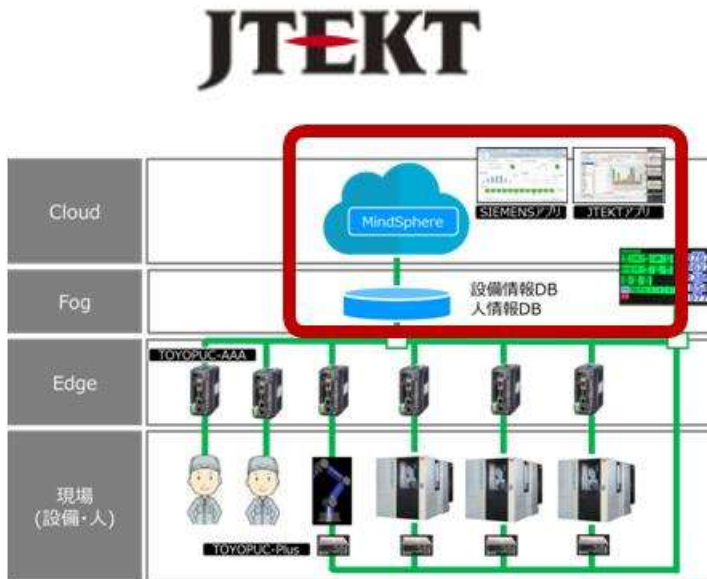 JTEKT
Cloud
MindSphere
SIEMENSアプリ
JTEKTアプリ
Fog
設備情報DB
人情報DB
TOYOPUC-AAA
Edge
現場
(設備・人)
TOYOPUC-Plus